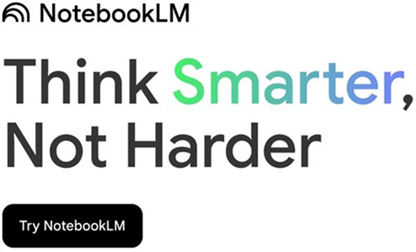 NotebookLM
Think Smarter,
Not Harder
Try NotebookLM